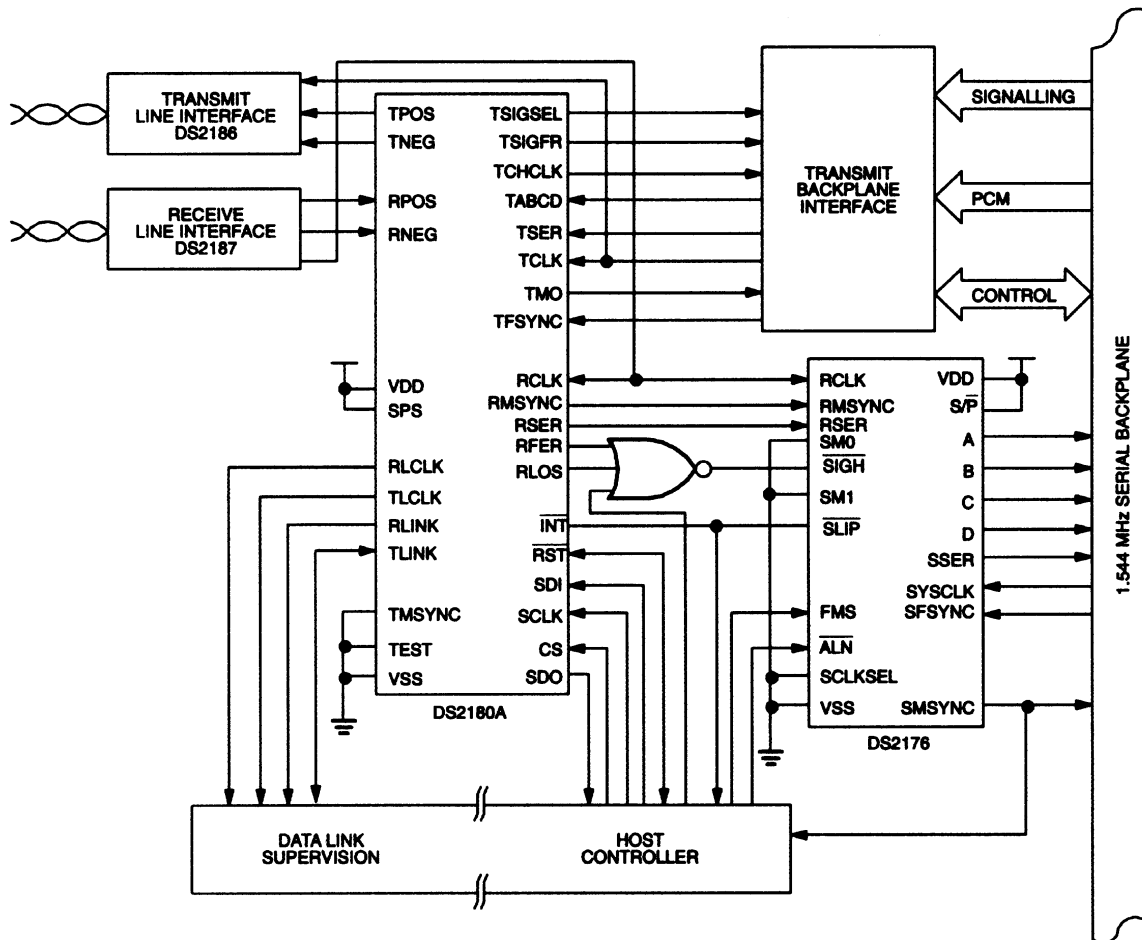 TRANSMIT
LINE INTERFACE
DS2186
RECEIVE
LINE INTERFACE
DS2187
TPOS
TNEG
RPOS
RNEG
VDD
SPS
RLCLK
TLCLK
RLINK
TLINK
TMSYNC
TEST
VSS
TSIGSEL
TSIGFR
TCHCLK
TABCD
TSER
TCLK
TMO
TFSYNC
RCLK
RMSYNC
RSER
RFER
RLOS
INT
RST
SDI
SCLK
CS
SDO
DS2180A
TRANSMIT
BACKPLANE
INTERFACE
SIGNALLING
PCM
CONTROL
RCLK
RMSYNC
RSER
SM0
SIGH
SM1
SLIP
FMS
ALN
SCLKSEL
VSS
VDD
S/P
A
B
C
D
SSER
SYSCLK
SFSYNC
SMSYNC
DS2176
1.544 MHz SERIAL BACKPLANE
DATA LINK
SUPERVISION
HOST
CONTROLLER